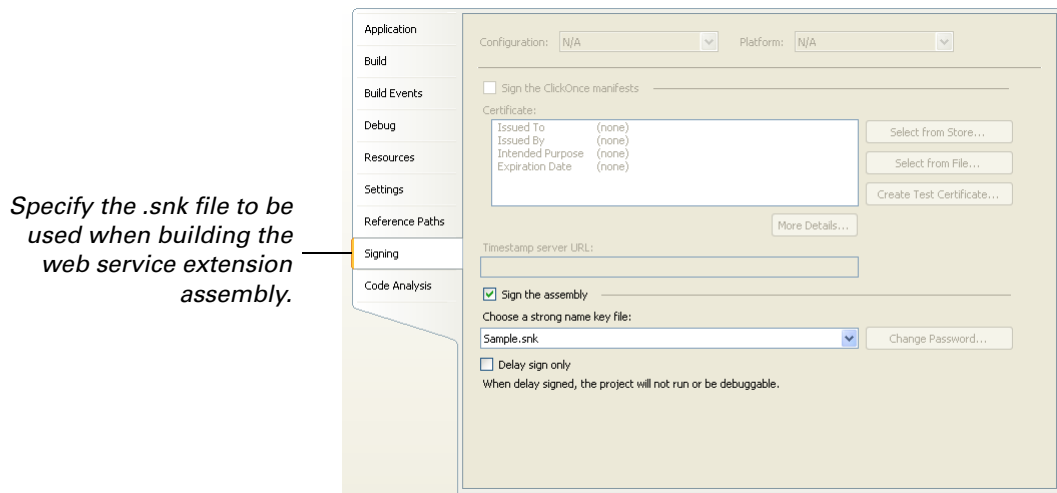 Specify the .snk file to be
used when building the
web service extension
assembly.
Application
Build
Build Events
Debug
Resources
Settings
Reference Paths
Signing
Code Analysis
Configuration: N/A Platform: N/A
Sign the ClickOnce manifests
Certificate:
Issued To (none)
Issued By (none)
Intended Purpose (none)
Expiration Date (none)
Select from Store...
Select from File...
Create Test Certificate...
More Details...
Timestamp server URL:
Sign the assembly
Choose a strong name key file:
Sample.snk Change Password...
Delay sign only
When delay signed, the project will not run or be debuggable.